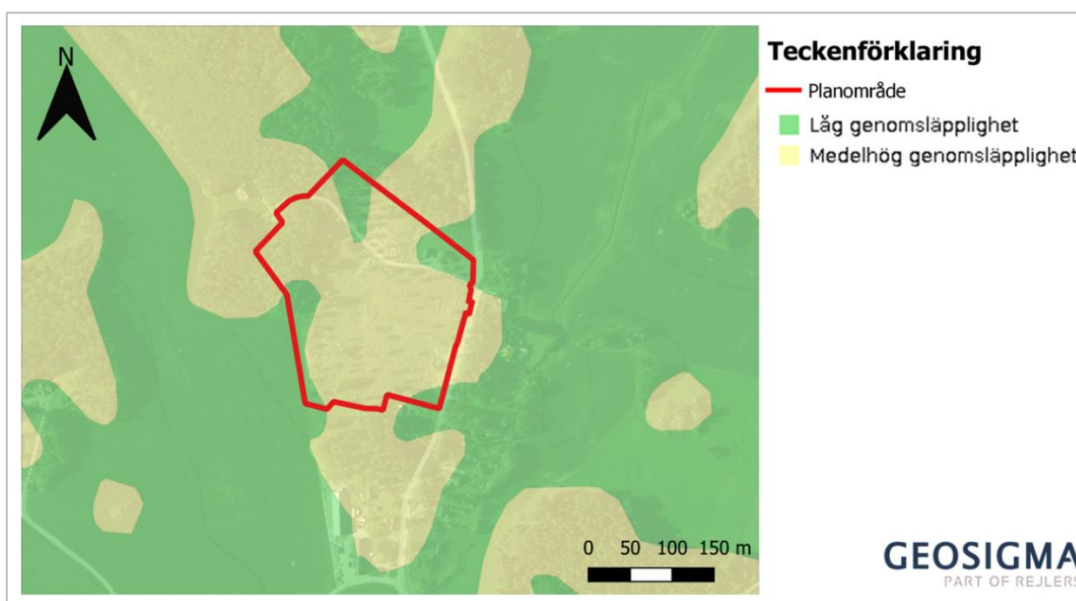 N
Teckenförklaring
Planområde
Låg genomsläpplighet
Medelhög genomsläpplighet
0 50 100 150 m
GEOSIGMA
PART OF REJLERS